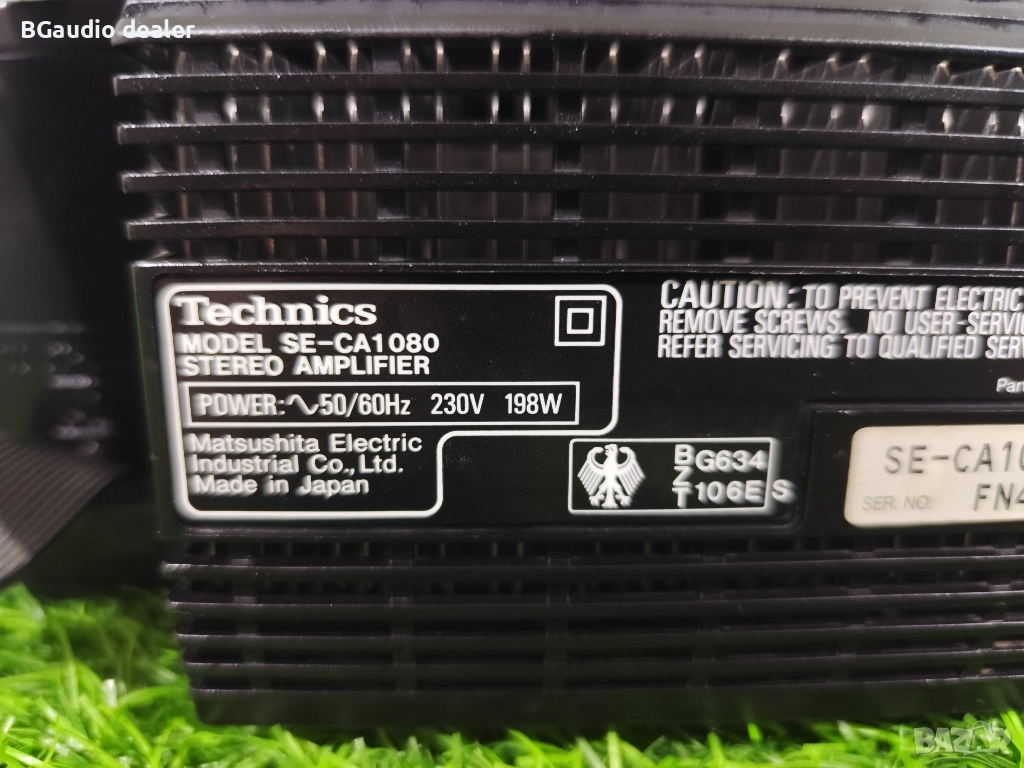 BGaudio dealer
Technics
MODEL SE-CA1080
STEREO AMPLIFIER
POWER: ∿50/60Hz 230V 198W
Matsushita Electric
Industrial Co., Ltd.
Made in Japan
CAUTION: TO PREVENT ELECTRIC
REMOVE SCREWS. NO USER-SERVIC
REFER SERVICING TO QUALIFIED SERV
BZT G634
106E S
SE-CA10
SER. NO. FN4
BAZAR